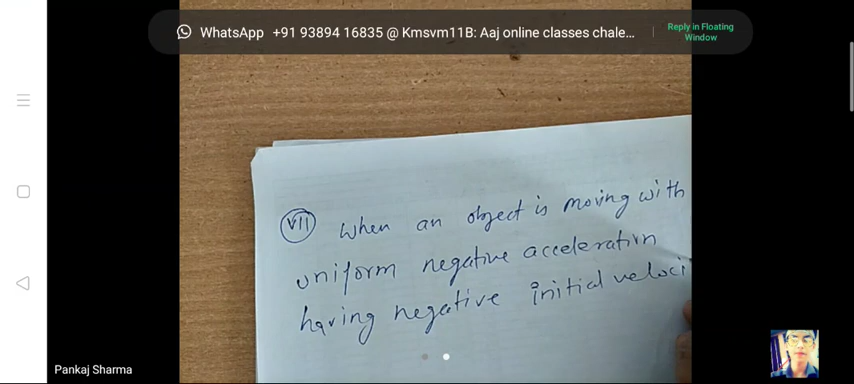 WhatsApp +91 93894 16835 @ Kmsvm11B: Aaj online classes chale...
Reply in Floating
Window
VII When an object is moving with
uniform negative acceleration
having negative initial veloci
Pankaj Sharma